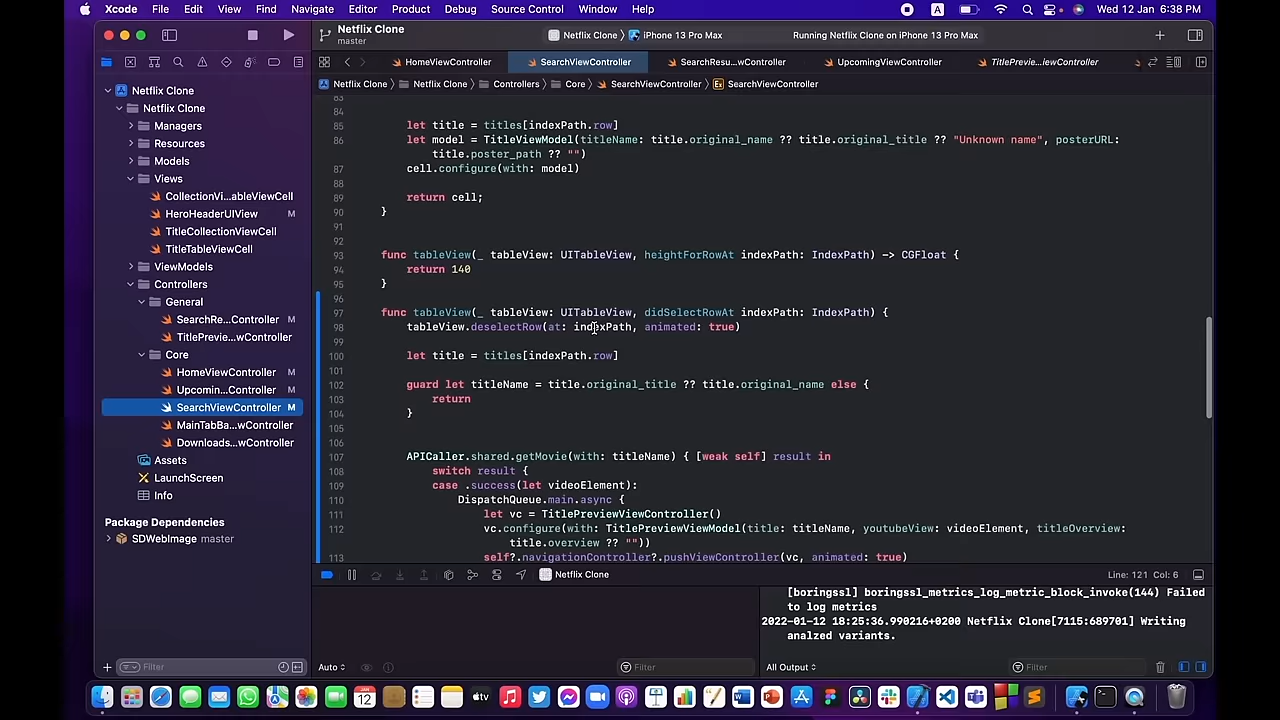 Xcode File Edit View Find Navigate Editor Product Debug Source Control Window Help A Wed 12 Jan 6:38 PM
Netflix Clone
master
Netflix Clone iPhone 13 Pro Max
Running Netflix Clone on iPhone 13 Pro Max
HomeViewController SearchViewController SearchResu...wController UpcomingViewController TitlePrevie...iewController
Netflix Clone Netflix Clone Controllers Core SearchViewController Ex SearchViewController
Netflix Clone
Netflix Clone
Managers
Resources
Models
Views
CollectionVi...ableViewCell
HeroHeaderUIView M
TitleCollectionViewCell
TitleTableViewCell
ViewModels
Controllers
General
SearchRe...Controller
TitlePrevie...wController
Core
HomeViewController M
Upcomin...Controller M
SearchViewController M
MainTabBa...wController
Downloads...wController
Assets
LaunchScreen
Info
Package Dependencies
SDWebImage master
Filter
83
84
85 let title = titles[indexPath.row]
86 let model = TitleViewModel(titleName: title.original_name ?? title.original_title ?? "Unknown name", posterURL:
title.poster_path ?? "")
87 cell.configure(with: model)
88
89 return cell;
90 }
91
92
93 func tableView(_ tableView: UITableView, heightForRowAt indexPath: IndexPath) -> CGFloat {
94 return 140
95 }
96
97 func tableView(_ tableView: UITableView, didSelectRowAt indexPath: IndexPath) {
98 tableView.deselectRow(at: indexPath, animated: true)
99
100 let title = titles[indexPath.row]
101
102 guard let titleName = title.original_title ?? title.original_name else {
103 return
104 }
105
106
107 APICaller.shared.getMovie(with: titleName) { [weak self] result in
108 switch result {
109 case .success(let videoElement):
110 DispatchQueue.main.async {
111 let vc = TitlePreviewViewController()
112 vc.configure(with: TitlePreviewViewModel(title: titleName, youtubeView: videoElement, titleOverview:
title.overview ?? ""))
113 self?.navigationController?.pushViewController(vc, animated: true)
Netflix Clone
Line: 121 Col: 6
[boringssl] boringssl_metrics_log_metric_block_invoke(144) Failed
to log metrics
2022-01-12 18:25:36.990216+0200 Netflix Clone[7115:689701] Writing
analzed variants.
Auto Filter All Output Filter
JAN
12
tv